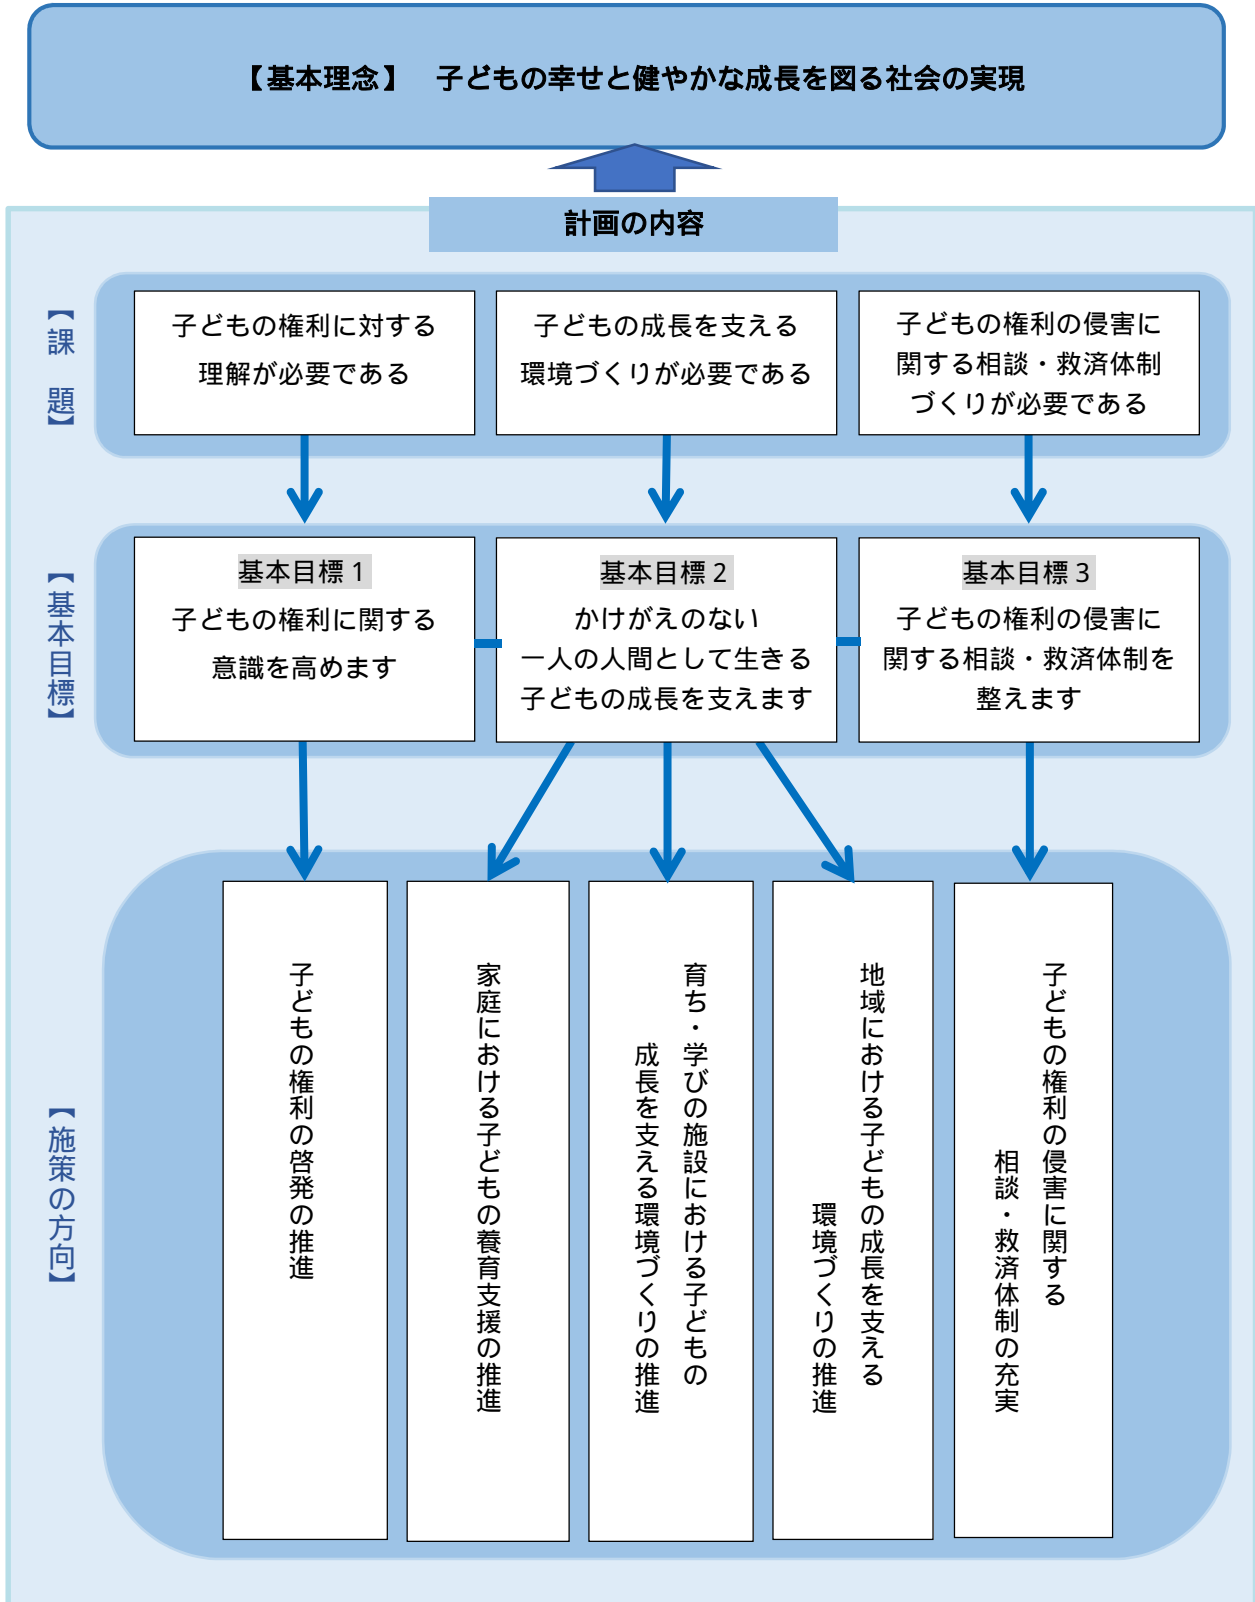 【基本理念】 子どもの幸せと健やかな成長を図る社会の実現
計画の内容
【課 題】
子どもの権利に対する
理解が必要である
子どもの成長を支える
環境づくりが必要である
子どもの権利の侵害に
関する相談・救済体制
づくりが必要である
【基本目標】
基本目標1
子どもの権利に関する
意識を高めます
基本目標2
かけがえのない
一人の人間として生きる
子どもの成長を支えます
基本目標3
子どもの権利の侵害に
関する相談・救済体制を
整えます
【施策の方向】
子どもの権利の啓発の推進
家庭における子どもの養育支援の推進
育ち・学びの施設における子どもの
成長を支える環境づくりの推進
地域における子どもの成長を支える
環境づくりの推進
子どもの権利の侵害に関する
相談・救済体制の充実